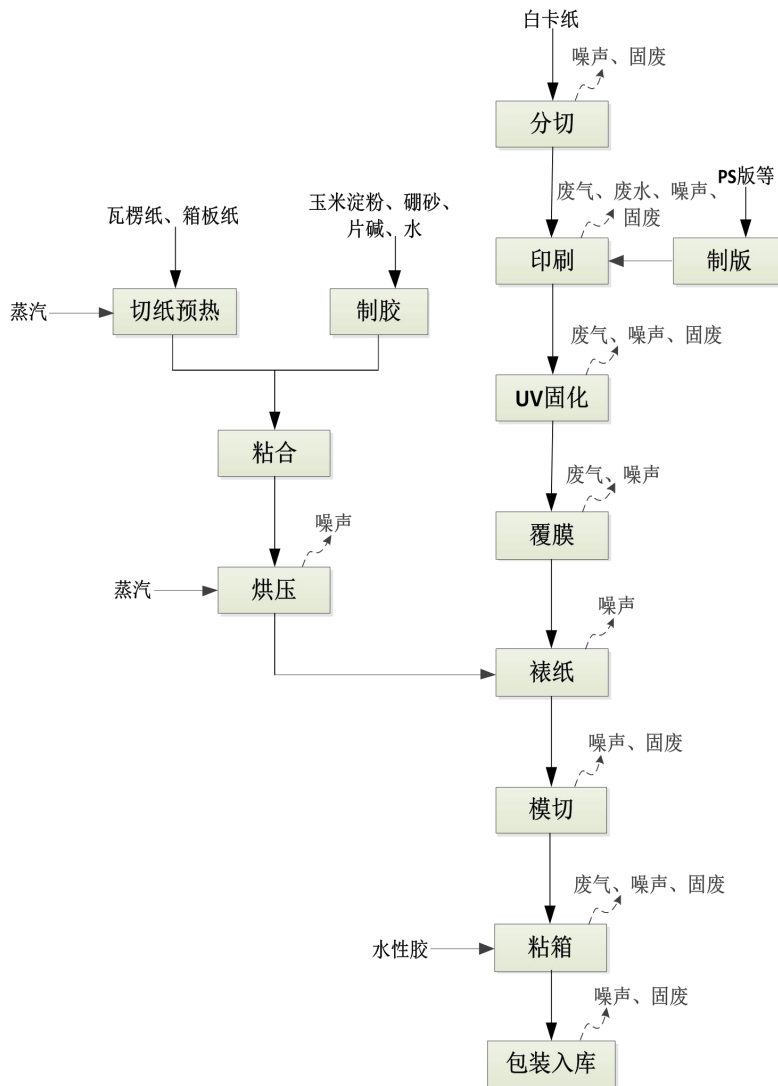 白卡纸
噪声、固废
分切
PS版等
废气、废水、噪声、
固废
玉米淀粉、硼砂、
片碱、水
瓦楞纸、箱板纸
印刷
制版
蒸汽
切纸预热
制胶
废气、噪声、固废
UV固化
粘合
废气、噪声
覆膜
噪声
蒸汽
烘压
噪声
裱纸
噪声、固废
模切
废气、噪声、固废
水性胶
粘箱
噪声、固废
包装入库